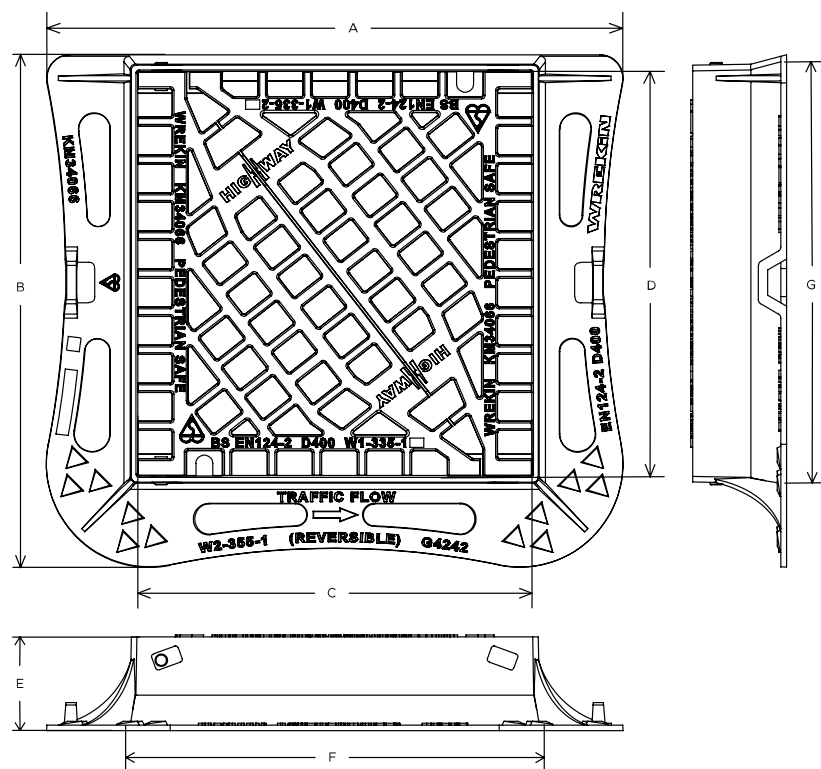 A
BS EN124-2 D400 W1-335-2
KM34066
WREKIN KM34066 PEDESTRIAN SAFE
HIGHWAY
WREKIN
B
D
G
WREKIN KM34066 PEDESTRIAN SAFE
HIGHWAY
EN124-2 D400
BS EN124-2 D400 W1-335-1
TRAFFIC FLOW
W2-355-1 (REVERSIBLE) G4242
C
E
F